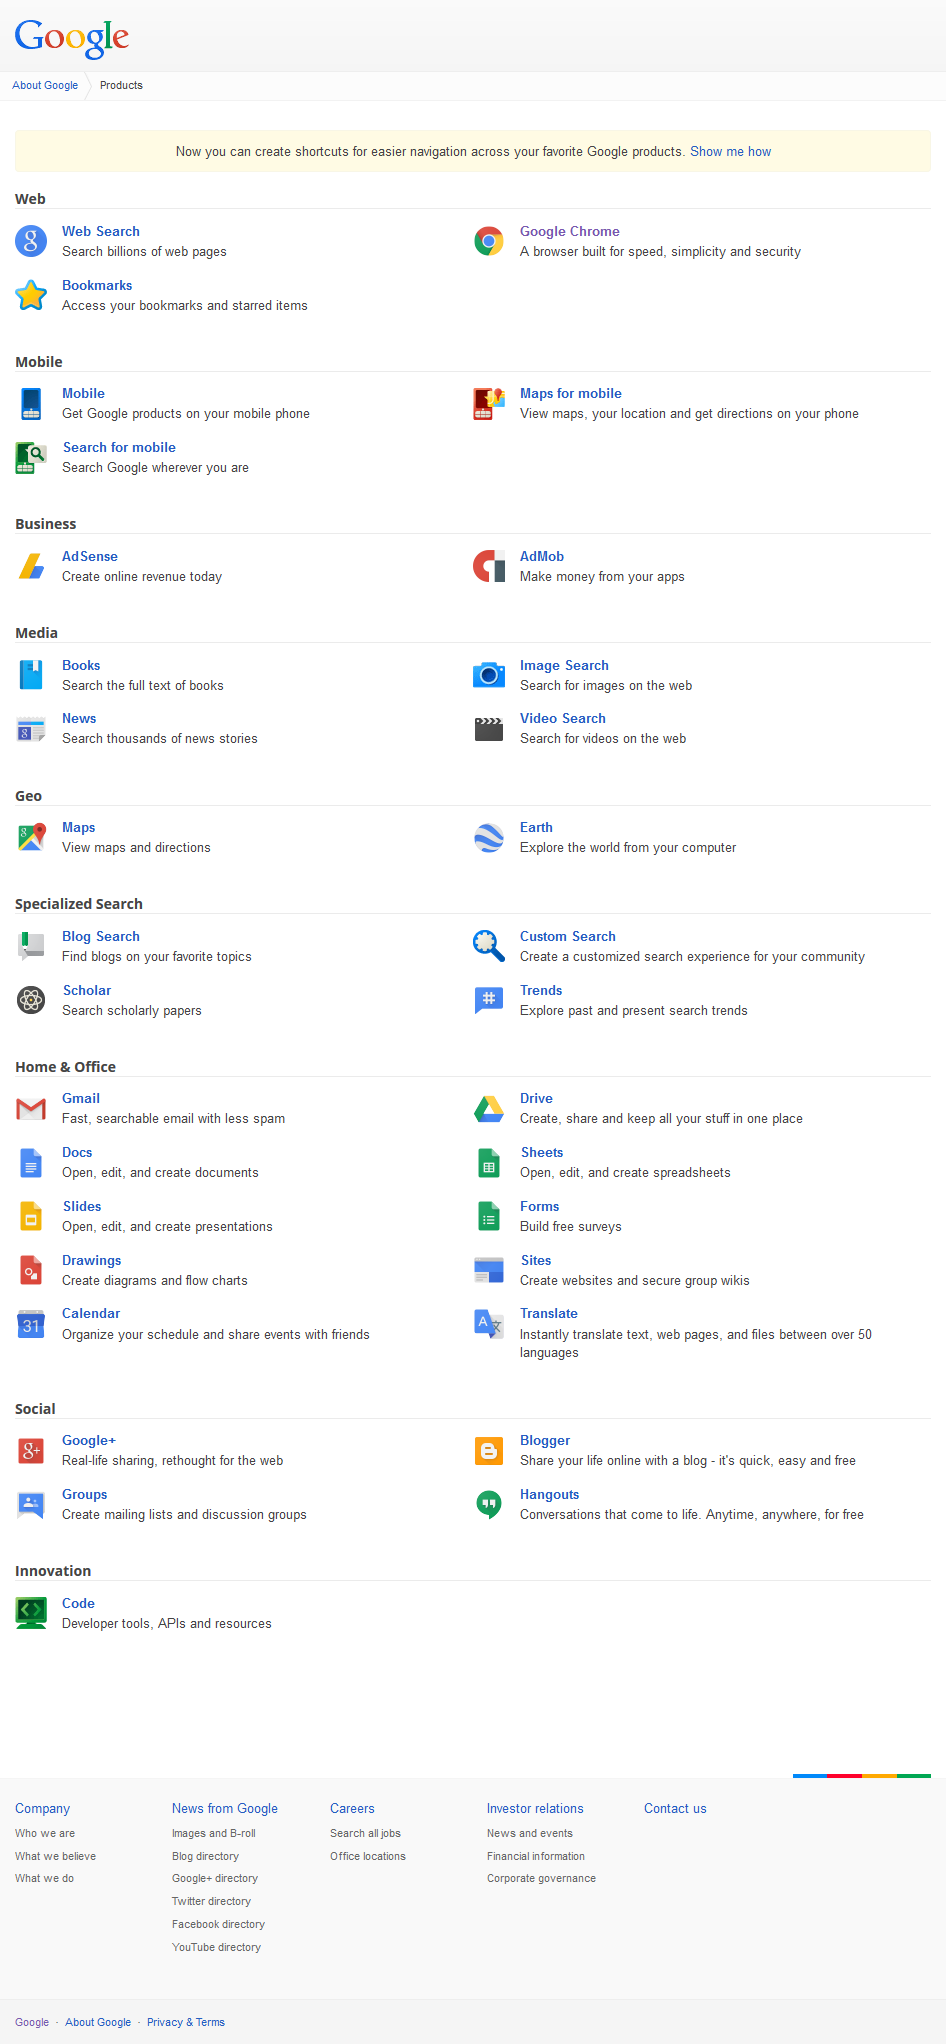 Google
About Google Products
Now you can create shortcuts for easier navigation across your favorite Google products. Show me how
Web
Web Search
Search billions of web pages
Google Chrome
A browser built for speed, simplicity and security
Bookmarks
Access your bookmarks and starred items
Mobile
Mobile
Get Google products on your mobile phone
Maps for mobile
View maps, your location and get directions on your phone
Search for mobile
Search Google wherever you are
Business
AdSense
Create online revenue today
AdMob
Make money from your apps
Media
Books
Search the full text of books
Image Search
Search for images on the web
News
Search thousands of news stories
Video Search
Search for videos on the web
Geo
Maps
View maps and directions
Earth
Explore the world from your computer
Specialized Search
Blog Search
Find blogs on your favorite topics
Custom Search
Create a customized search experience for your community
Scholar
Search scholarly papers
Trends
Explore past and present search trends
Home & Office
Gmail
Fast, searchable email with less spam
Drive
Create, share and keep all your stuff in one place
Docs
Open, edit, and create documents
Sheets
Open, edit, and create spreadsheets
Slides
Open, edit, and create presentations
Forms
Build free surveys
Drawings
Create diagrams and flow charts
Sites
Create websites and secure group wikis
31
Calendar
Organize your schedule and share events with friends
A 文
Translate
Instantly translate text, web pages, and files between over 50
languages
Social
g+
Google+
Real-life sharing, rethought for the web
Blogger
Share your life online with a blog - it's quick, easy and free
Groups
Create mailing lists and discussion groups
Hangouts
Conversations that come to life. Anytime, anywhere, for free
Innovation
Code
Developer tools, APIs and resources
Company
Who we are
What we believe
What we do
News from Google
Images and B-roll
Blog directory
Google+ directory
Twitter directory
Facebook directory
YouTube directory
Careers
Search all jobs
Office locations
Investor relations
News and events
Financial information
Corporate governance
Contact us
Google · About Google · Privacy & Terms